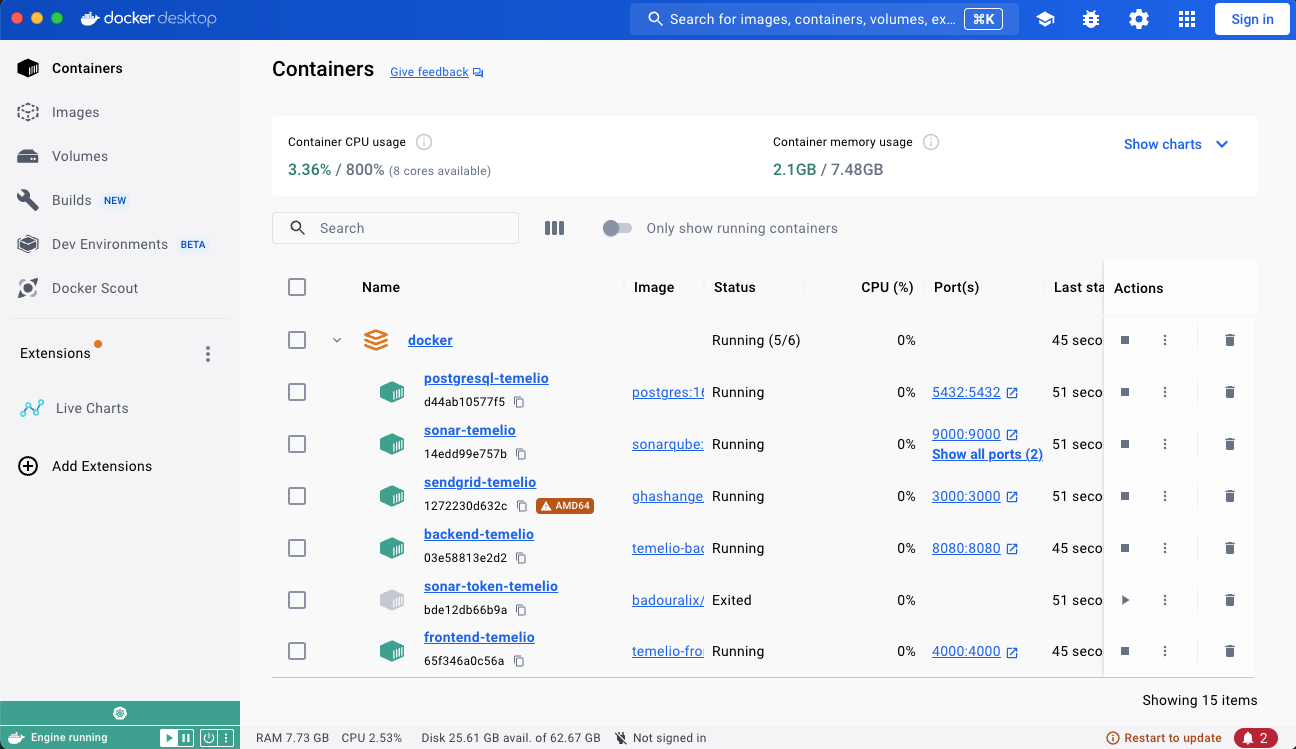 docker desktop
Search for images, containers, volumes, ex... ⌘K
Sign in
Containers
Images
Volumes
Builds NEW
Dev Environments BETA
Docker Scout
Extensions
Live Charts
Add Extensions
Containers Give feedback
Container CPU usage
3.36% / 800% (8 cores available)
Container memory usage
2.1GB / 7.48GB
Show charts
Search
Only show running containers
Name Image Status CPU (%) Port(s) Last sta Actions
docker Running (5/6) 0% 45 seco
postgresql-temelio
d44ab10577f5
postgres:16 Running 0% 5432:5432 51 seco
sonar-temelio
14edd99e757b
sonarqube: Running 0% 9000:9000
Show all ports (2)
51 seco
sendgrid-temelio
1272230d632c AMD64
ghashange Running 0% 3000:3000 51 seco
backend-temelio
03e58813e2d2
temelio-bac Running 0% 8080:8080 45 seco
sonar-token-temelio
bde12db66b9a
badouralix/ Exited 0% 51 seco
frontend-temelio
65f346a0c56a
temelio-fro Running 0% 4000:4000 45 seco
Showing 15 items
Engine running
RAM 7.73 GB CPU 2.53% Disk 25.61 GB avail. of 62.67 GB Not signed in
Restart to update 2